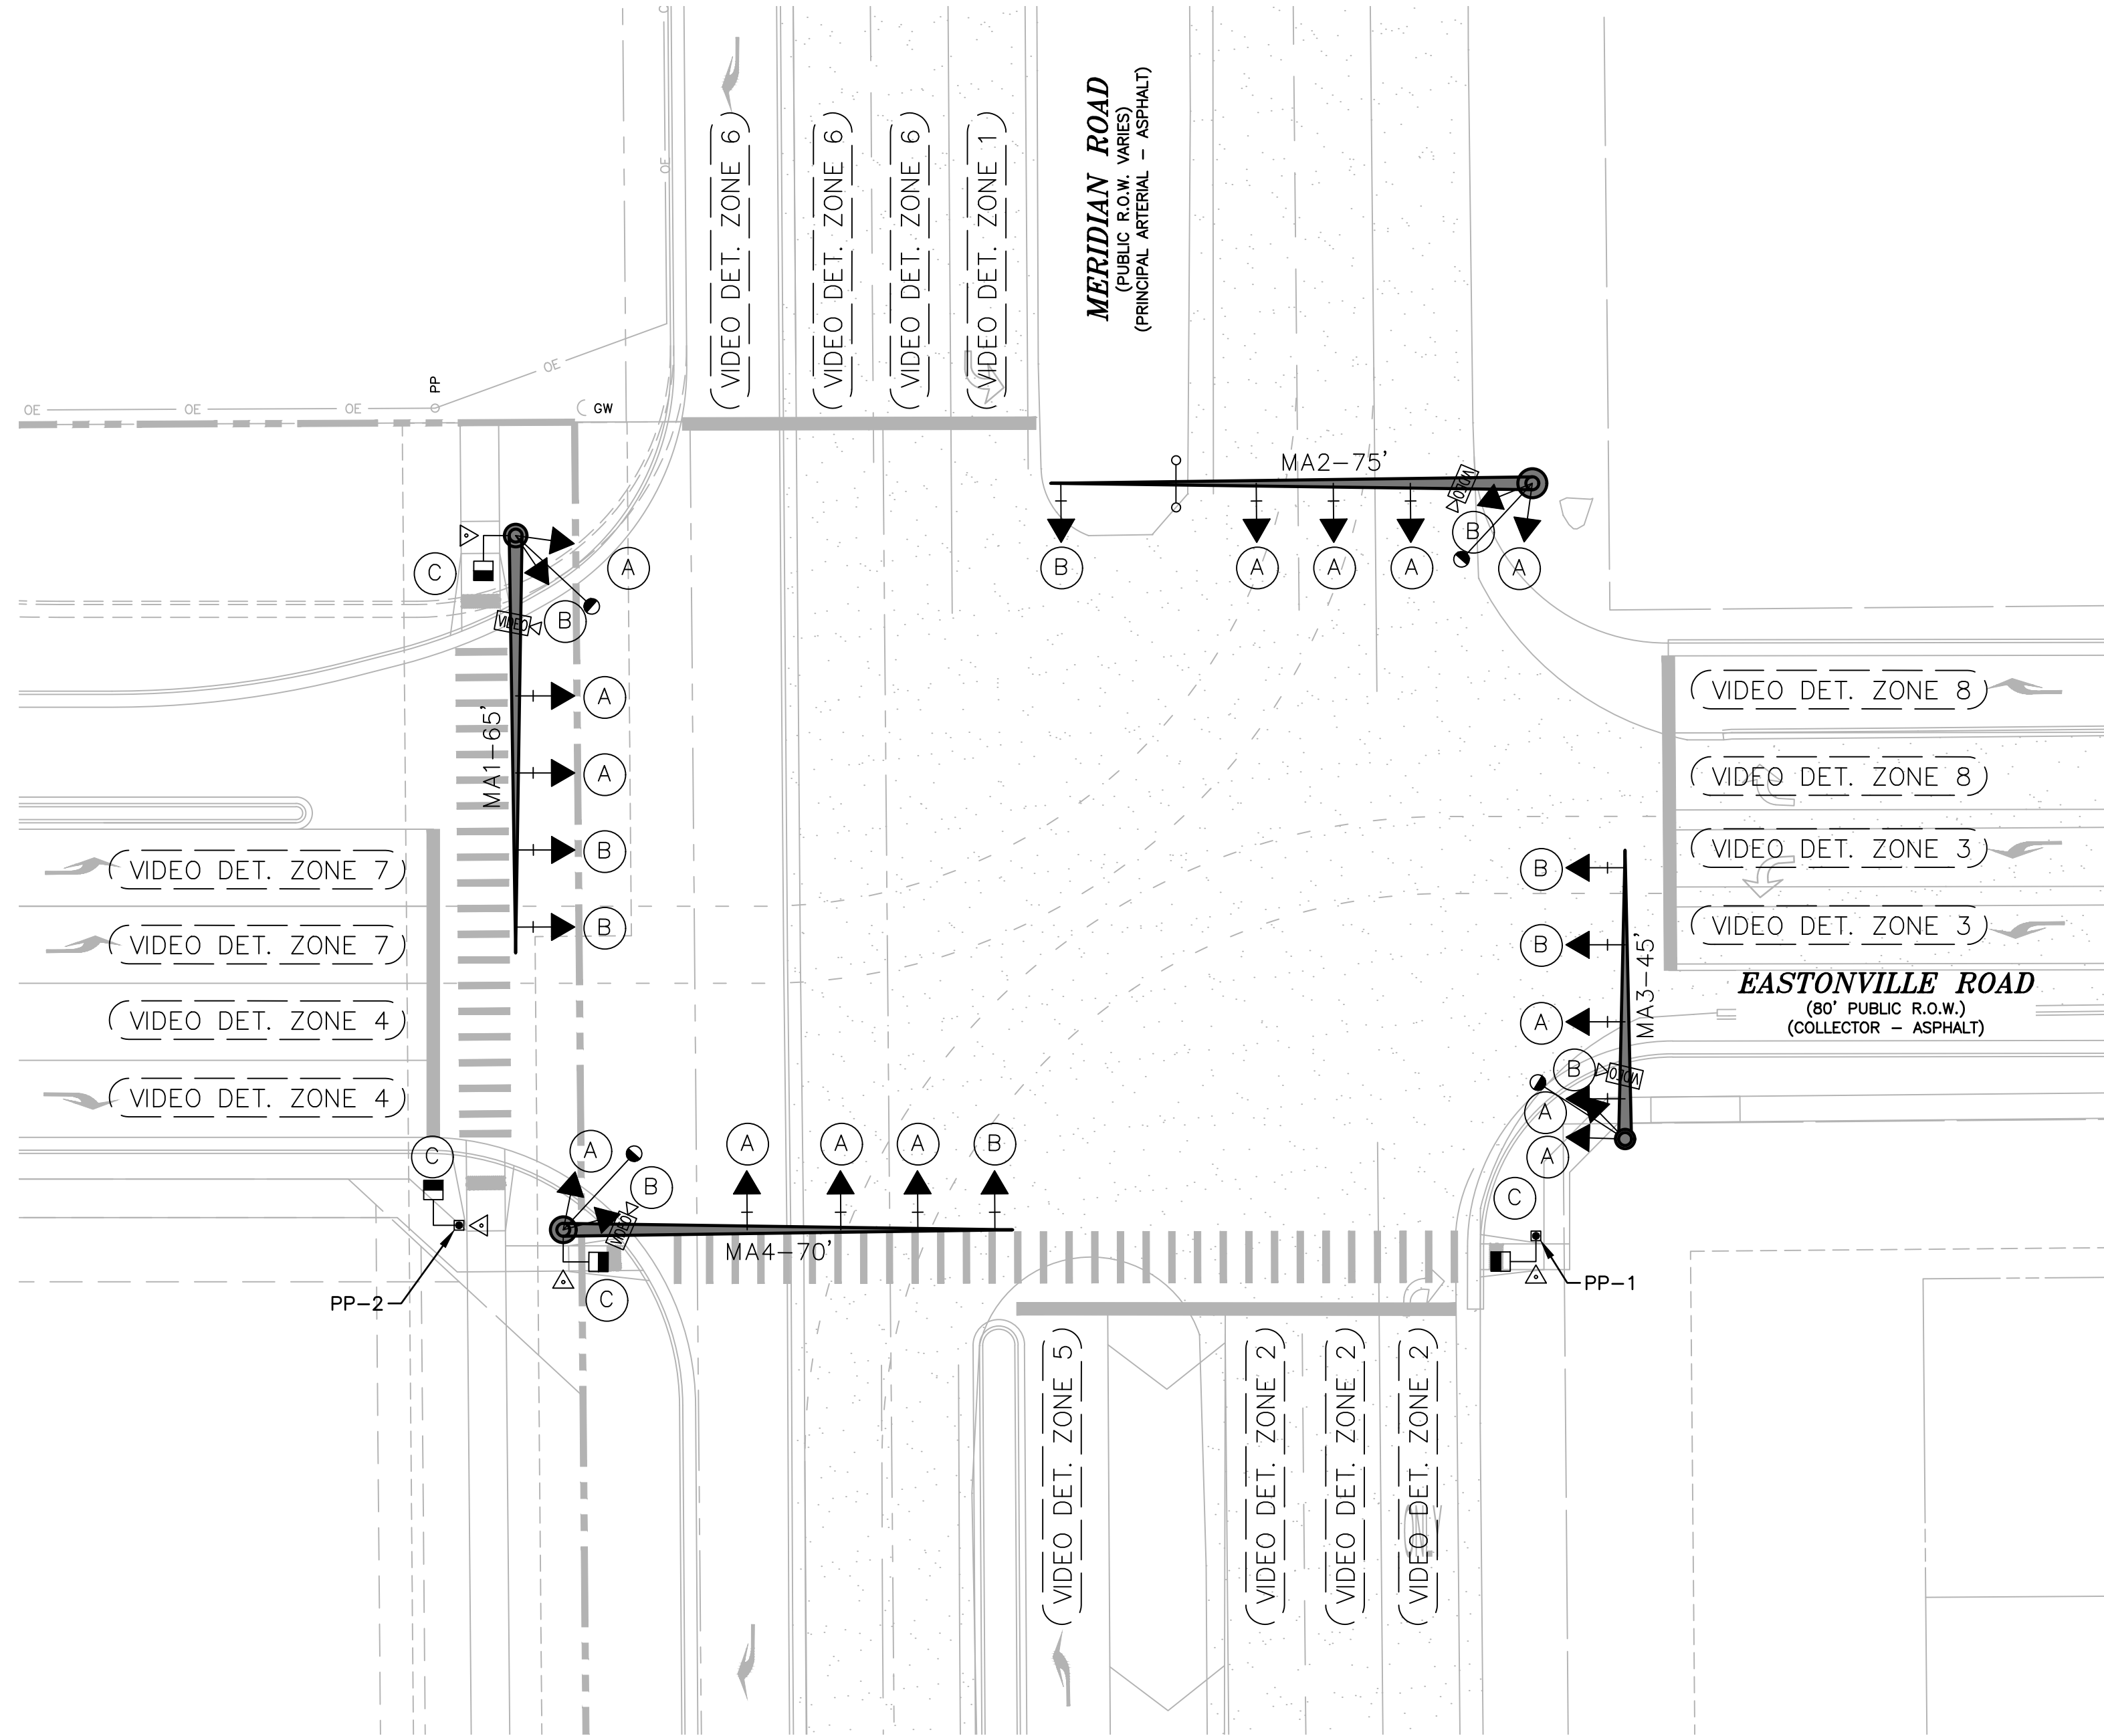 VIDEO DET. ZONE 6
VIDEO DET. ZONE 6
VIDEO DET. ZONE 6
VIDEO DET. ZONE 1
MERIDIAN ROAD
(PUBLIC R.O.W. VARIES)
(PRINCIPAL ARTERIAL – ASPHALT)
OE
OE
OE
PP
OE
OE
OE
GW
MA2–75'
VIDEO
B
A
B
A
A
A
A
C
VIDEO
B
MA1–65'
A
A
B
B
VIDEO DET. ZONE 8
VIDEO DET. ZONE 8
VIDEO DET. ZONE 3
VIDEO DET. ZONE 3
EASTONVILLE ROAD
(80' PUBLIC R.O.W.)
(COLLECTOR – ASPHALT)
VIDEO DET. ZONE 7
VIDEO DET. ZONE 7
VIDEO DET. ZONE 4
VIDEO DET. ZONE 4
B
B
A
MA3–45'
B
VIDEO
A
A
C
PP–1
C
A
B
VIDEO
A
A
A
B
MA4–70'
C
PP–2
VIDEO DET. ZONE 5
VIDEO DET. ZONE 2
VIDEO DET. ZONE 2
VIDEO DET. ZONE 2